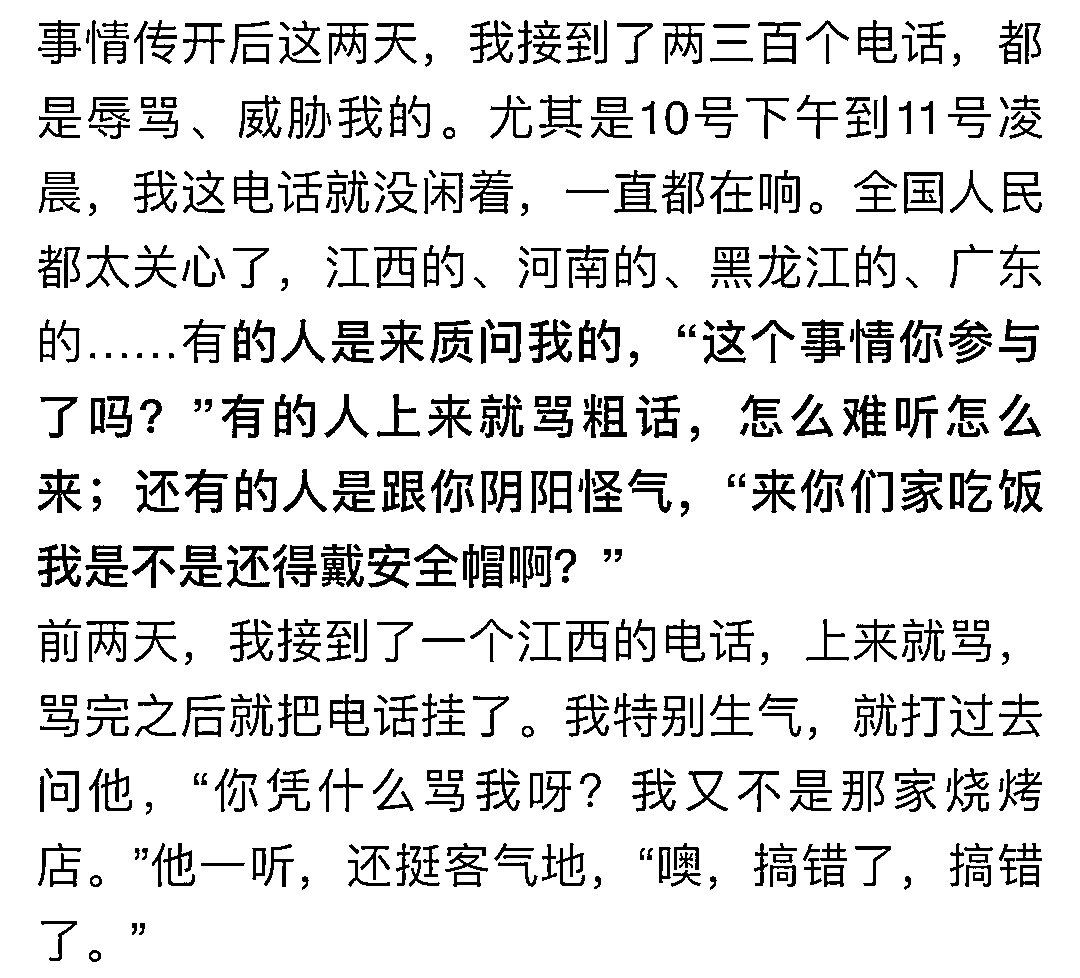 事情传开后这两天，我接到了两三百个电话，都
是辱骂、威胁我的。尤其是10号下午到11号凌
晨，我这电话就没闲着，一直都在响。全国人民
都太关心了，江西的、河南的、黑龙江的、广东
的……有的人是来质问我的，“这个事情你参与
了吗？”有的人上来就骂粗话，怎么难听怎么
来；还有的人是跟你阴阳怪气，“来你们家吃饭
我是不是还得戴安全帽啊？”
前两天，我接到了一个江西的电话，上来就骂，
骂完之后就把电话挂了。我特别生气，就打过去
问他，“你凭什么骂我呀？我又不是那家烧烤
店。”他一听，还挺客气地，“噢，搞错了，搞错
了。”